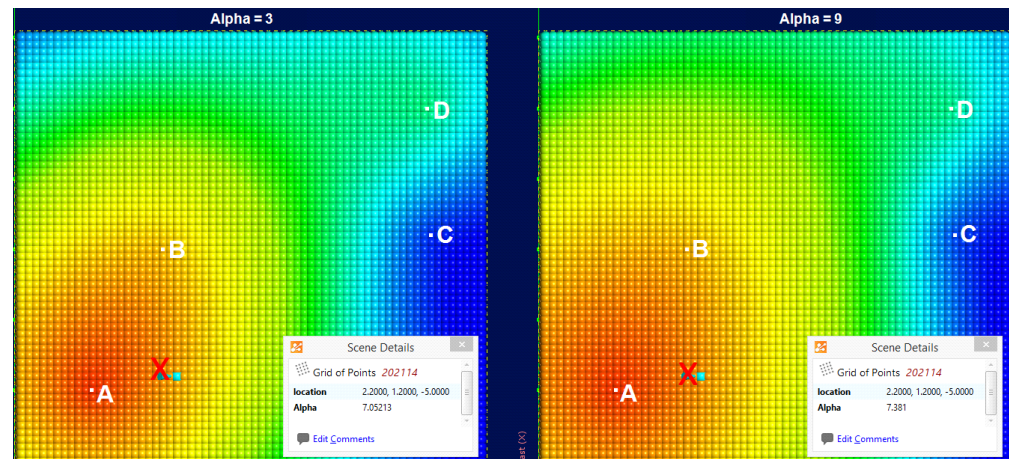 Alpha = 3
D
B
C
X
A
Scene Details
Grid of Points 202114
location 2.2000, 1.2000, -5.0000
Alpha 7.05213
Edit Comments
ast (X)
Alpha = 9
D
B
C
X
A
Scene Details
Grid of Points 202114
location 2.2000, 1.2000, -5.0000
Alpha 7.381
Edit Comments